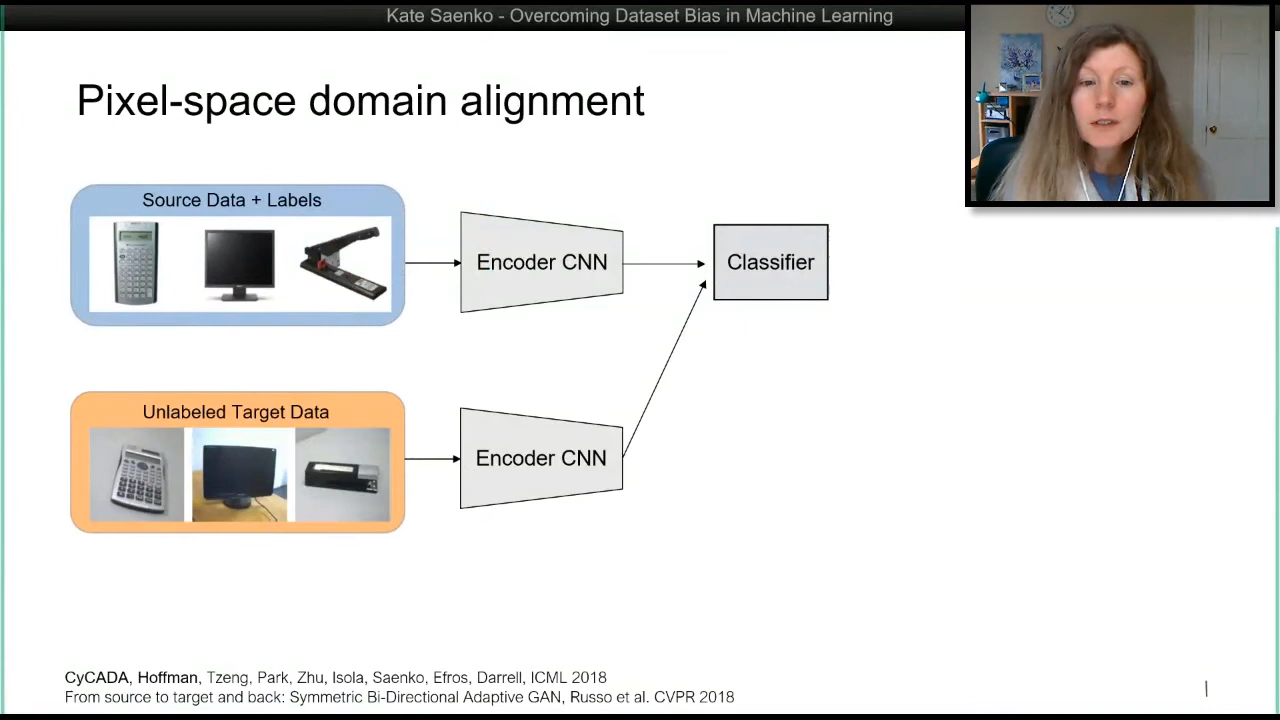 Kate Saenko - Overcoming Dataset Bias in Machine Learning
Pixel-space domain alignment
Source Data + Labels
Encoder CNN
Classifier
Unlabeled Target Data
Encoder CNN
CyCADA, Hoffman, Tzeng, Park, Zhu, Isola, Saenko, Efros, Darrell, ICML 2018
From source to target and back: Symmetric Bi-Directional Adaptive GAN, Russo et al. CVPR 2018